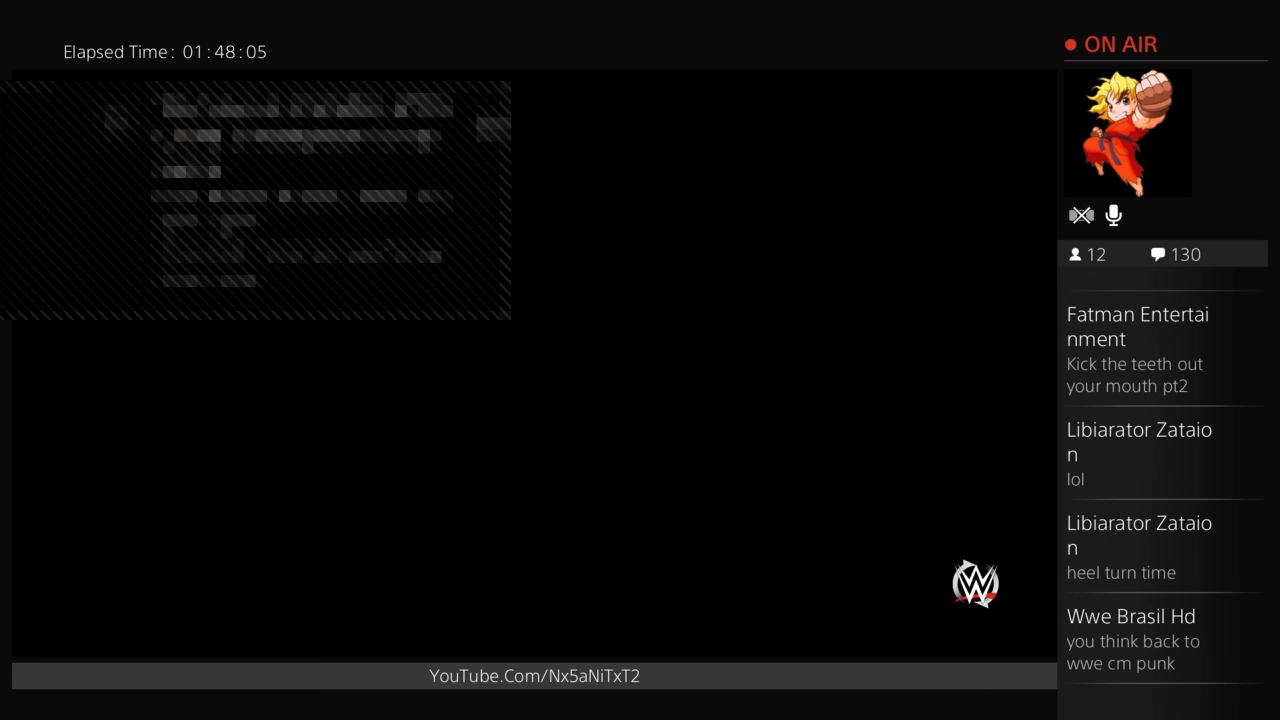 Elapsed Time: 01:48:05
ON AIR
12
130
Fatman Entertai
nment
Kick the teeth out
your mouth pt2
Libiarator Zataio
n
lol
Libiarator Zataio
n
heel turn time
Wwe Brasil Hd
you think back to
wwe cm punk
W
YouTube.Com/Nx5aNiTxT2